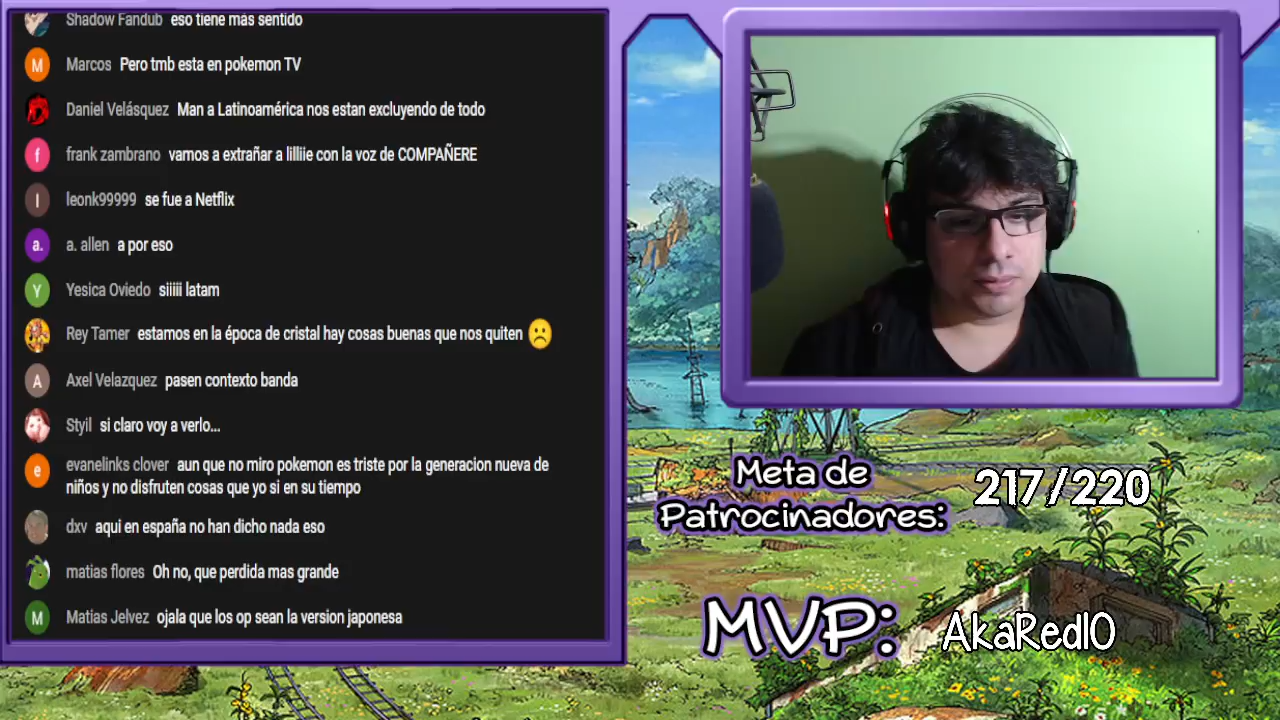 Shadow Fandub eso tiene más sentido
M Marcos Pero tmb esta en pokemon TV
Daniel Velásquez Man a Latinoamérica nos estan excluyendo de todo
f frank zambrano vamos a extrañar a lilliie con la voz de COMPAÑERE
l leonk99999 se fue a Netflix
a. a. allen a por eso
Y Yesica Oviedo siiiii latam
Rey Tamer estamos en la época de cristal hay cosas buenas que nos quiten
A Axel Velazquez pasen contexto banda
Styil si claro voy a verlo...
e evanelinks clover aun que no miro pokemon es triste por la generacion nueva de
niños y no disfruten cosas que yo si en su tiempo
dxv aqui en españa no han dicho nada eso
matias flores Oh no, que perdida mas grande
M Matias Jelvez ojala que los op sean la version japonesa
Meta de
Patrocinadores:
217/220
MVP:
AkaRed10